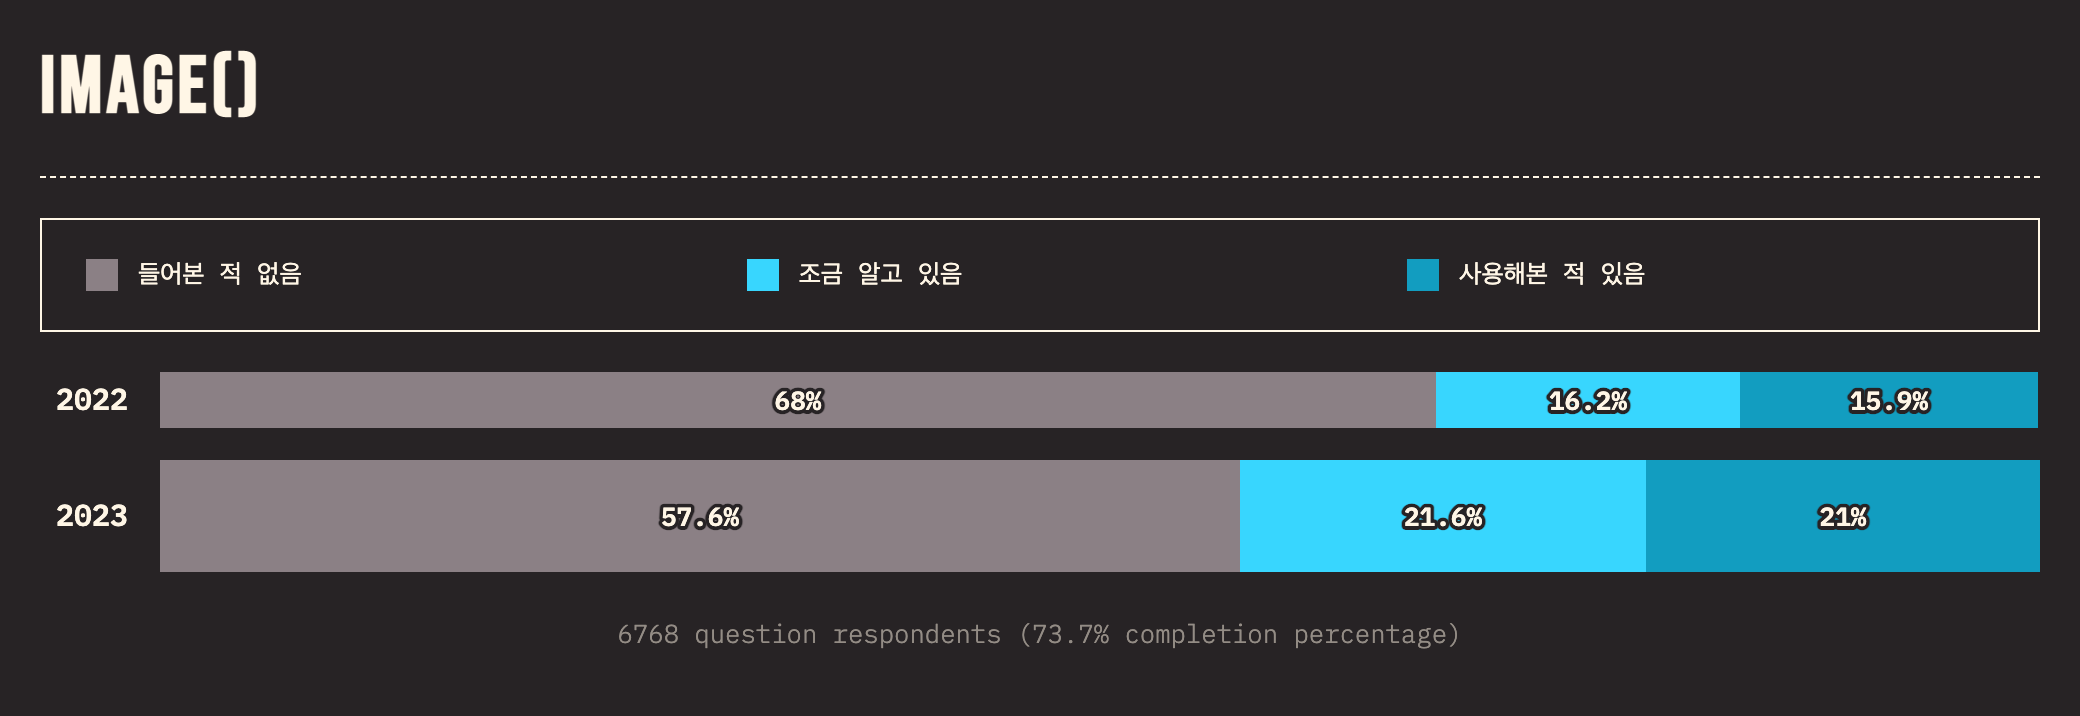 IMAGE()
들어본 적 없음 조금 알고 있음 사용해본 적 있음
2022 68% 16.2% 15.9%
2023 57.6% 21.6% 21%
6768 question respondents (73.7% completion percentage)